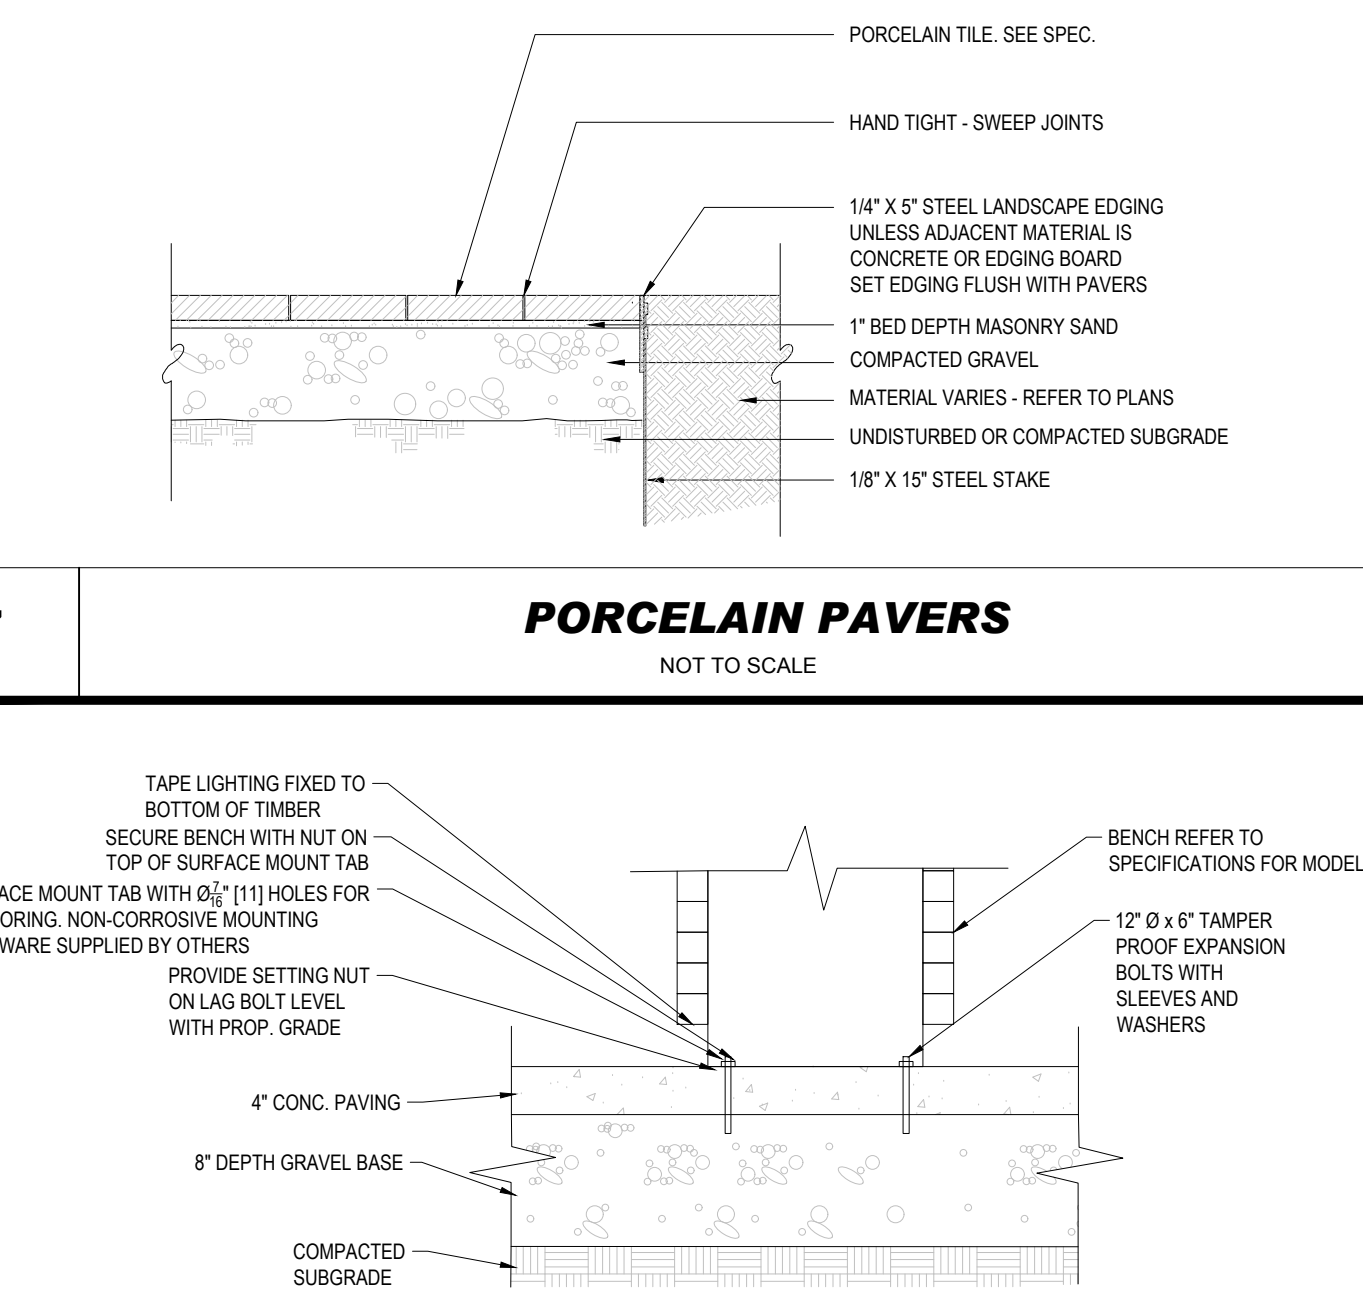 PORCELAIN TILE. SEE SPEC.
HAND TIGHT - SWEEP JOINTS
1/4" X 5" STEEL LANDSCAPE EDGING
UNLESS ADJACENT MATERIAL IS
CONCRETE OR EDGING BOARD
SET EDGING FLUSH WITH PAVERS
1" BED DEPTH MASONRY SAND
COMPACTED GRAVEL
MATERIAL VARIES - REFER TO PLANS
UNDISTURBED OR COMPACTED SUBGRADE
1/8" X 15" STEEL STAKE
PORCELAIN PAVERS
NOT TO SCALE
TAPE LIGHTING FIXED TO
BOTTOM OF TIMBER
SECURE BENCH WITH NUT ON
TOP OF SURFACE MOUNT TAB
ACE MOUNT TAB WITH Ø7/16" [11] HOLES FOR
ORING. NON-CORROSIVE MOUNTING
WARE SUPPLIED BY OTHERS
PROVIDE SETTING NUT
ON LAG BOLT LEVEL
WITH PROP. GRADE
4" CONC. PAVING
8" DEPTH GRAVEL BASE
COMPACTED
SUBGRADE
BENCH REFER TO
SPECIFICATIONS FOR MODEL
12" Ø x 6" TAMPER
PROOF EXPANSION
BOLTS WITH
SLEEVES AND
WASHERS